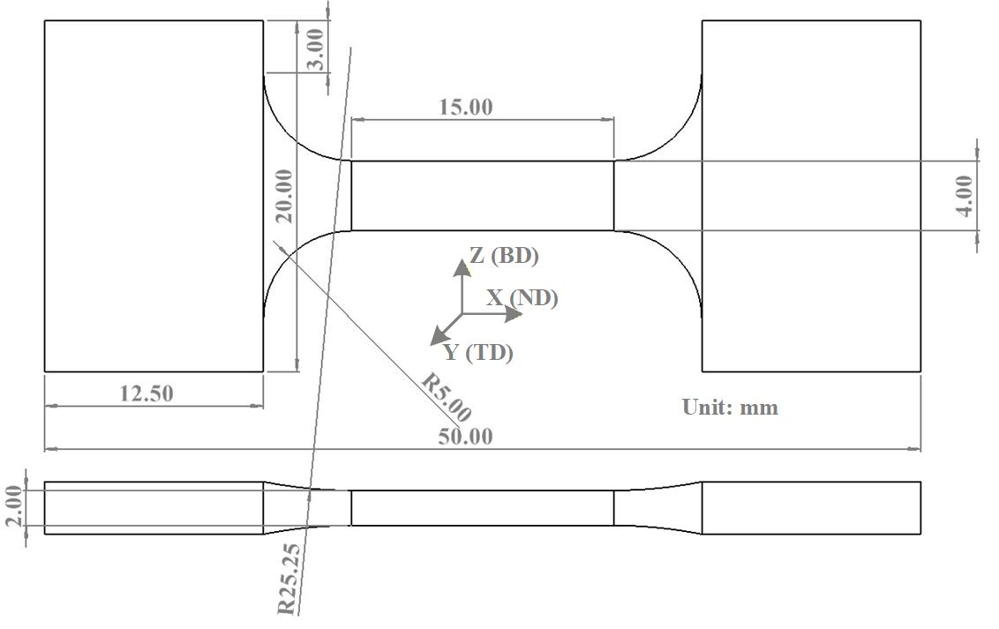 3.00
15.00
20.00
4.00
Z (BD)
X (ND)
Y (TD)
12.50
R5.00
Unit: mm
50.00
2.00
R25.25